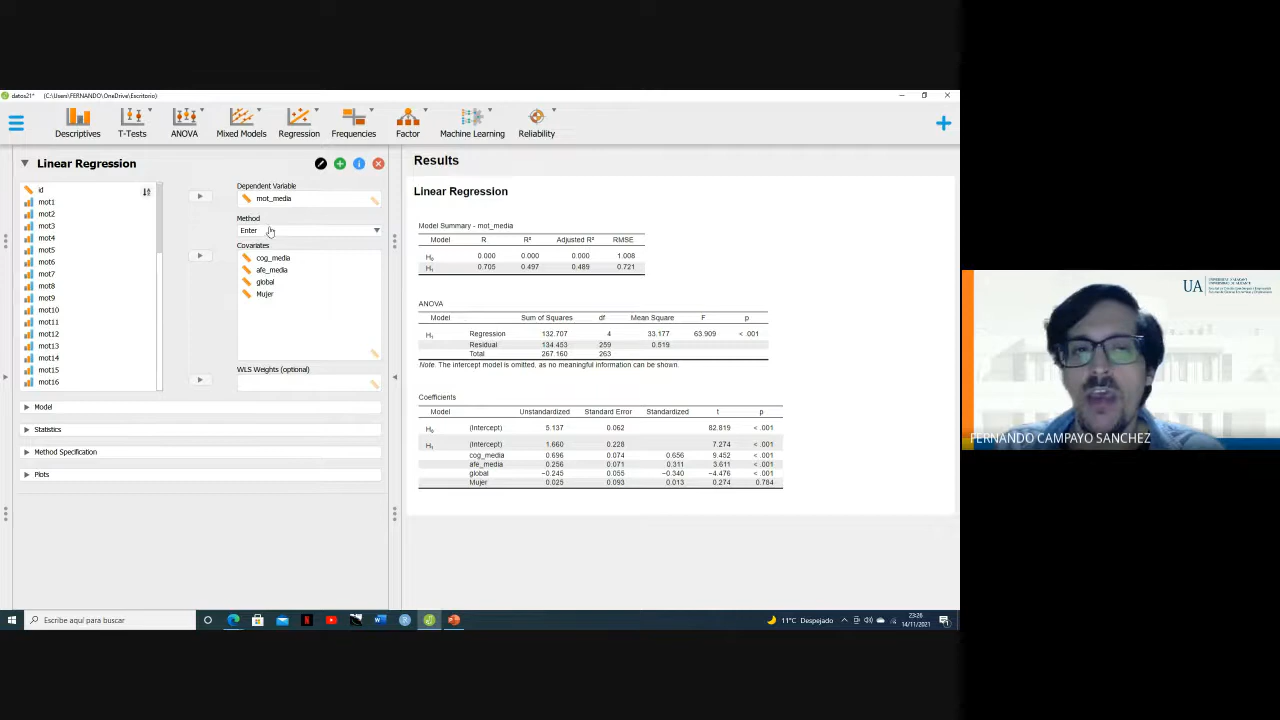 datos21* (C:\Users\FERNANDO\OneDrive\Escritorio)
Descriptives T-Tests ANOVA Mixed Models Regression Frequencies Factor Machine Learning Reliability
Linear Regression
id
mot1
mot2
mot3
mot4
mot5
mot6
mot7
mot8
mot9
mot10
mot11
mot12
mot13
mot14
mot15
mot16
Dependent Variable
mot_media
Method
Enter
Covariates
cog_media
afe_media
global
Mujer
WLS Weights (optional)
Model
Statistics
Method Specification
Plots
Results
Linear Regression
Model Summary - mot_media
Model R R² Adjusted R² RMSE
H₀ 0.000 0.000 0.000 1.008
H₁ 0.705 0.497 0.489 0.721
ANOVA
Model Sum of Squares df Mean Square F p
H₁ Regression 132.707 4 33.177 63.909 < .001
Residual 134.453 259 0.519
Total 267.160 263
Note. The intercept model is omitted, as no meaningful information can be shown.
Coefficients
Model Unstandardized Standard Error Standardized t p
H₀ (Intercept) 5.137 0.062 82.819 < .001
H₁ (Intercept) 1.660 0.228 7.274 < .001
cog_media 0.696 0.074 0.656 9.452 < .001
afe_media 0.256 0.071 0.311 3.611 < .001
global −0.245 0.055 −0.340 −4.476 < .001
Mujer 0.025 0.093 0.013 0.274 0.784
Escribe aquí para buscar
11°C Despejado
23:26
14/11/2021
UA
FERNANDO CAMPAYO SANCHEZ